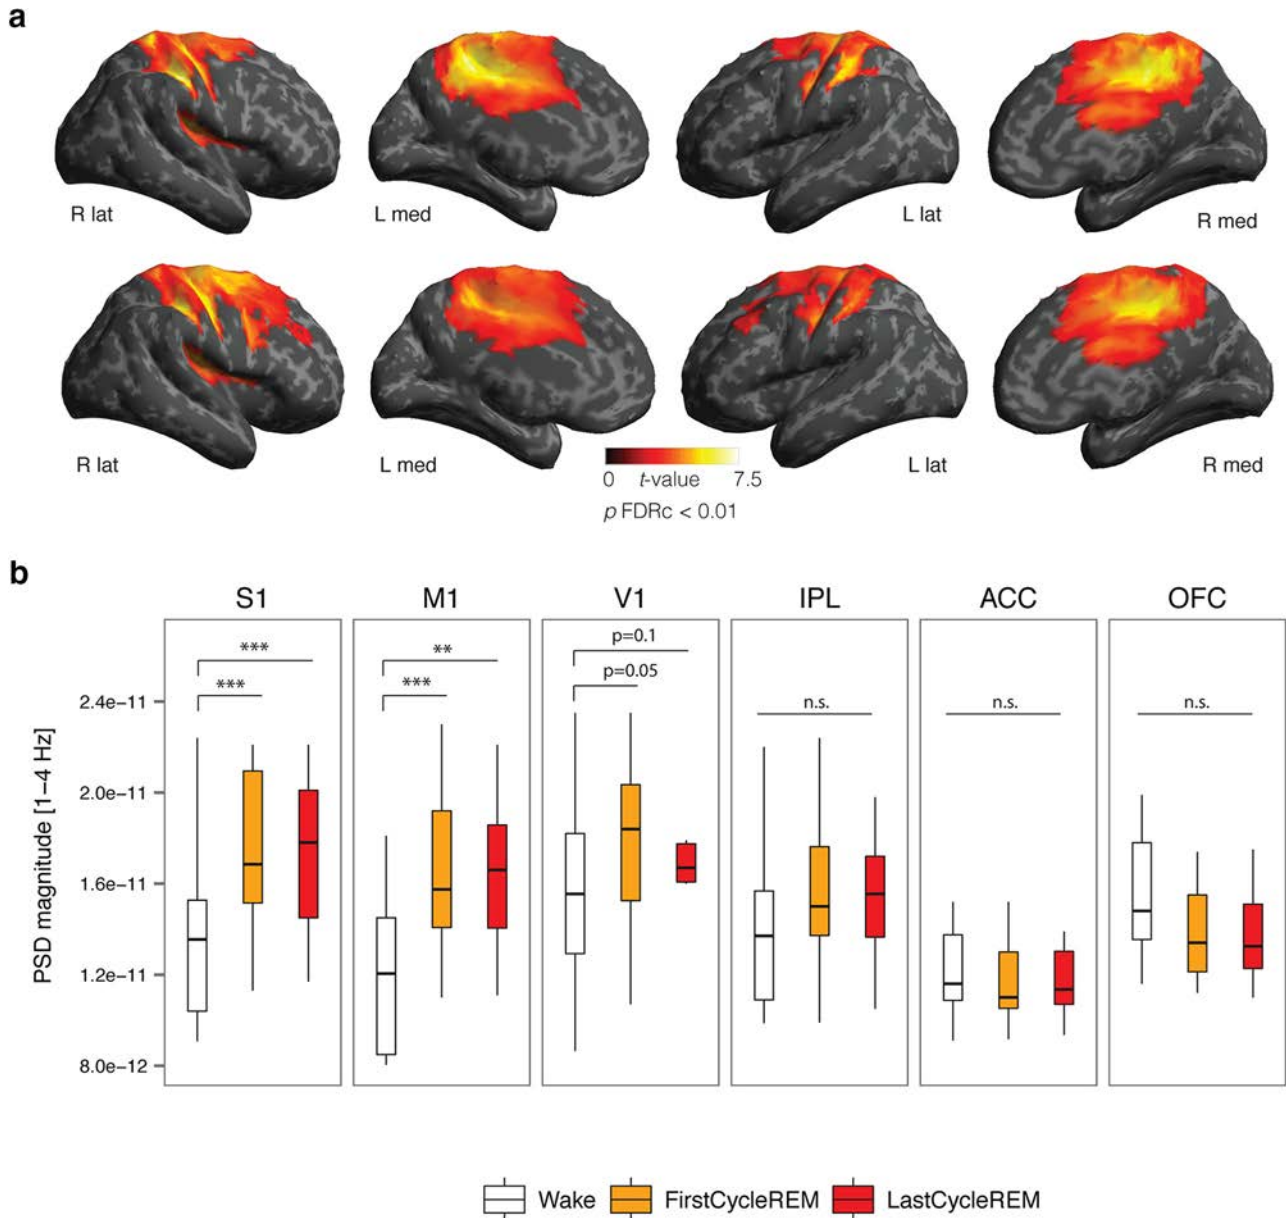 a
R lat
L med
L lat
R med
R lat
L med
L lat
R med
0 t-value 7.5
p FDRc < 0.01
b
S1 M1 V1 IPL ACC OFC
*** ** p=0.1
*** *** p=0.05
n.s. n.s. n.s.
PSD magnitude [1–4 Hz]
2.4e−11
2.0e−11
1.6e−11
1.2e−11
8.0e−12
Wake FirstCycleREM LastCycleREM